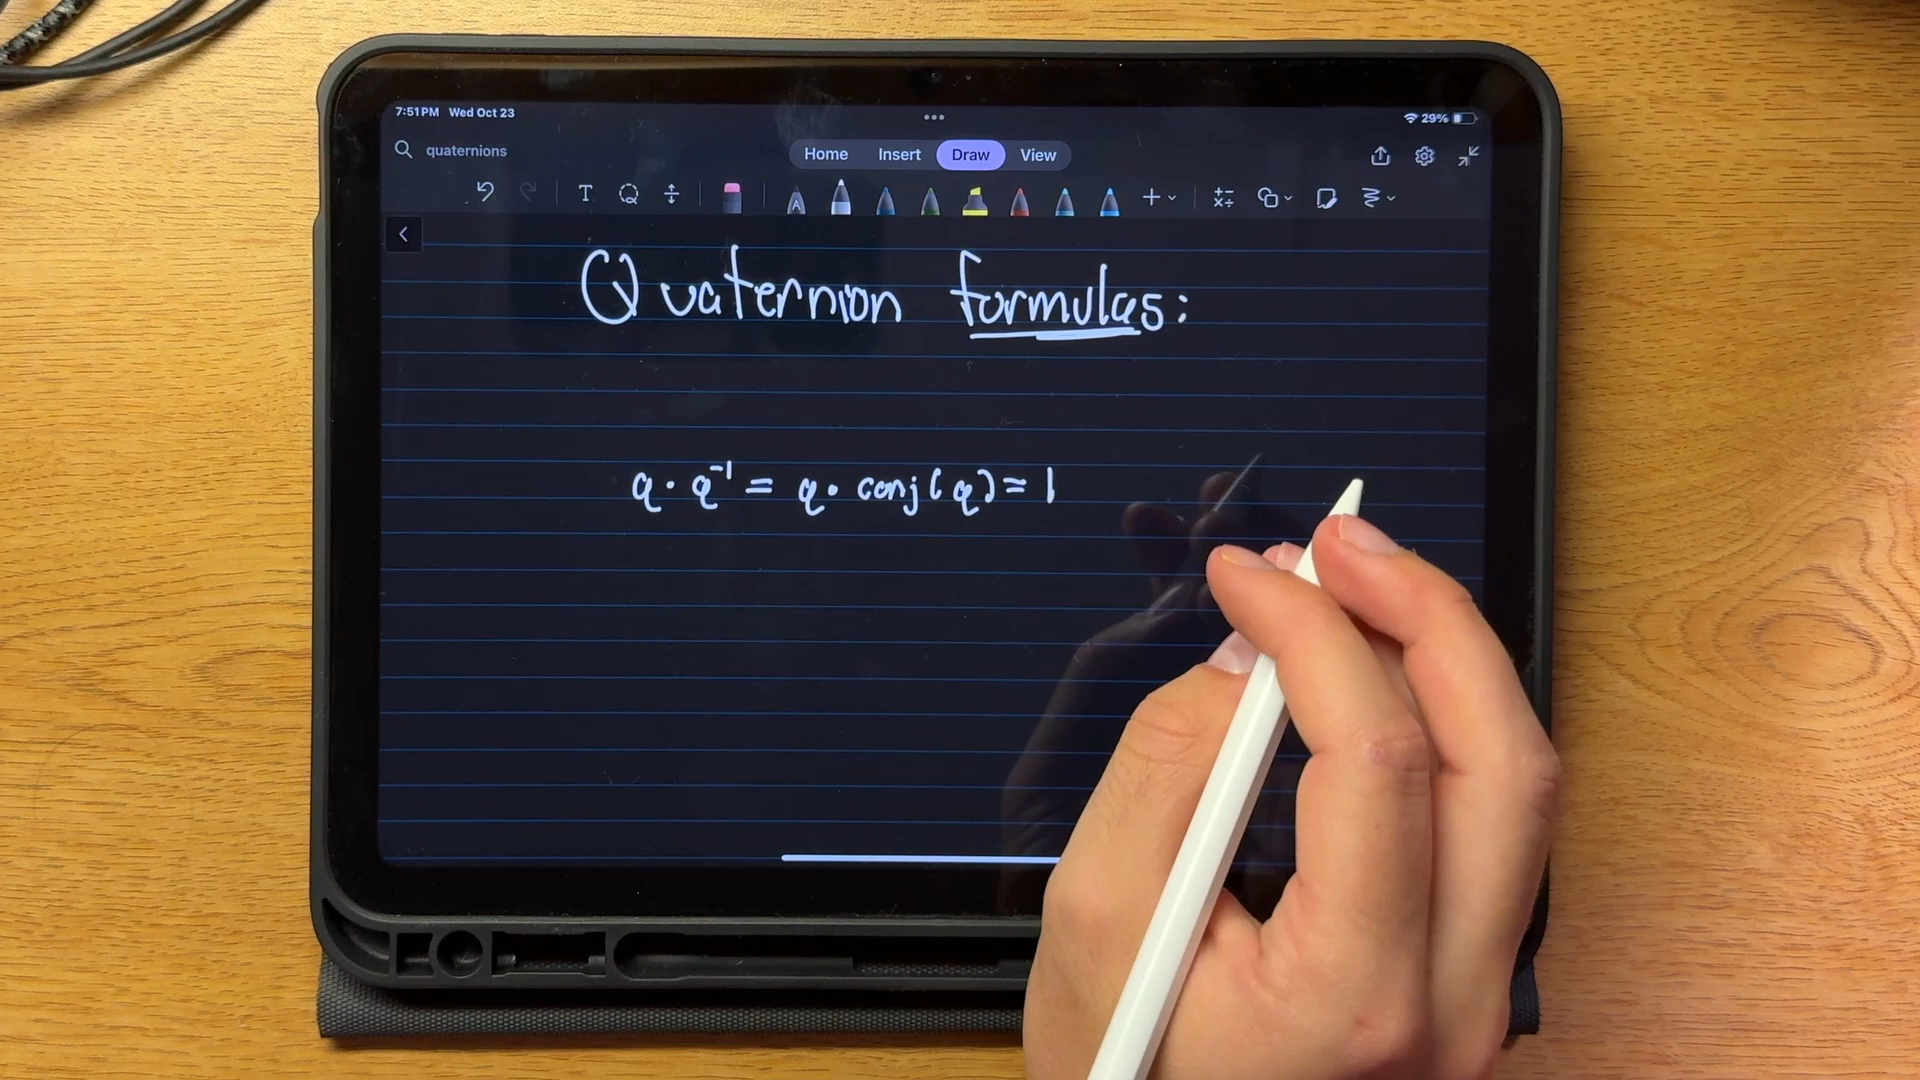 7:51 PM Wed Oct 23
29%
quaternions
Home Insert Draw View
T
A
Quaternion formulas:
q · q⁻¹ = q · conj(q) = 1